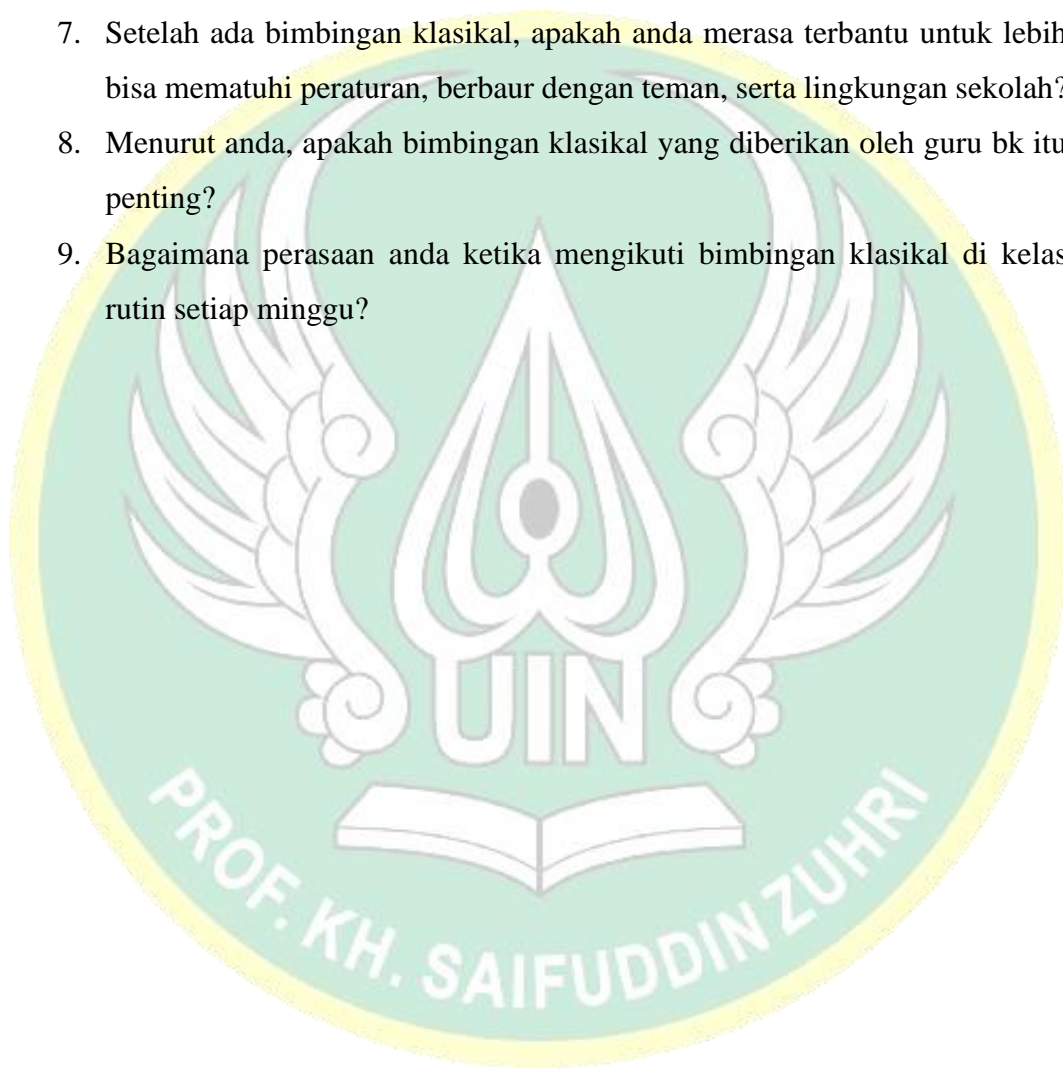 7. Setelah ada bimbingan klasikal, apakah anda merasa terbantu untuk lebih
bisa mematuhi peraturan, berbaur dengan teman, serta lingkungan sekolah?
8. Menurut anda, apakah bimbingan klasikal yang diberikan oleh guru bk itu
penting?
9. Bagaimana perasaan anda ketika mengikuti bimbingan klasikal di kelas
rutin setiap minggu?
UIN
PROF. KH. SAIFUDDIN ZUHRI